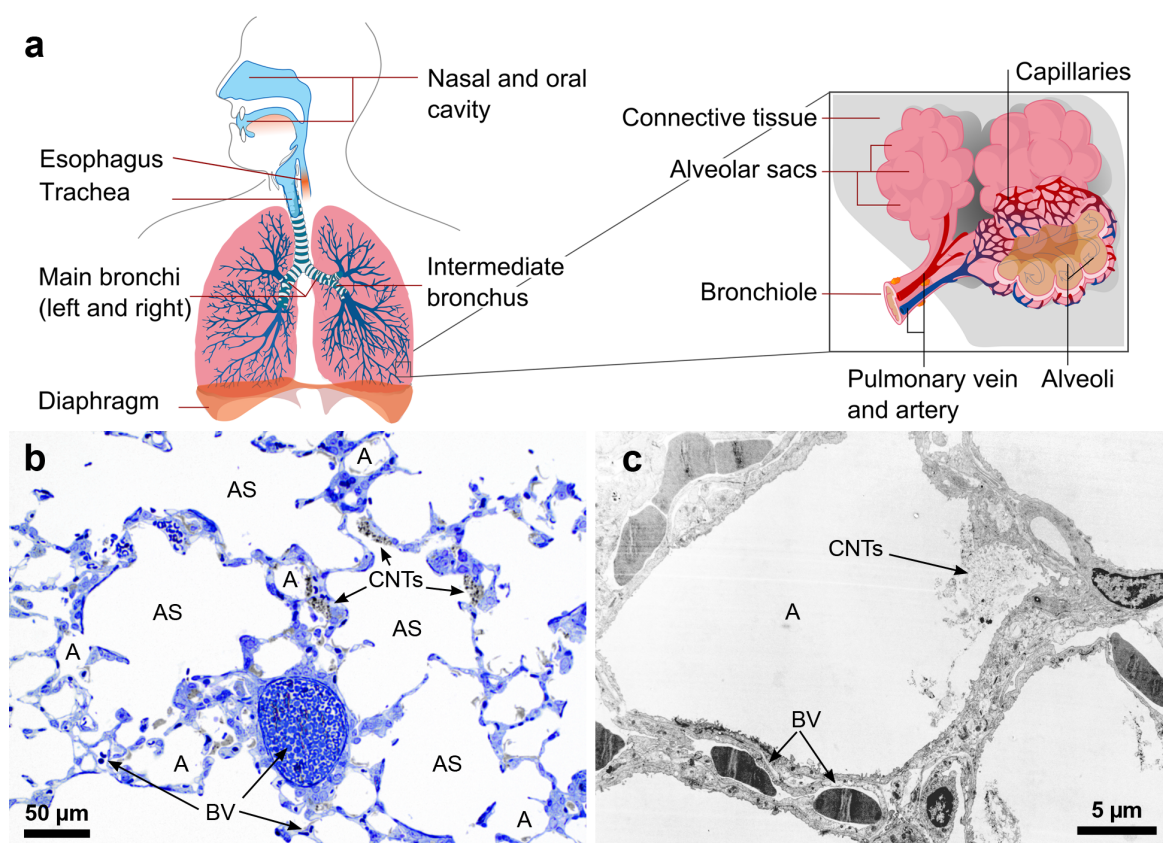 a
Nasal and oral
cavity
Esophagus
Trachea
Main bronchi
(left and right)
Intermediate
bronchus
Diaphragm
Capillaries
Connective tissue
Alveolar sacs
Bronchiole
Pulmonary vein
and artery
Alveoli
b
A
AS
A
CNTs
AS
AS
A
A
BV
AS
A
50 µm
c
CNTs
A
BV
5 µm